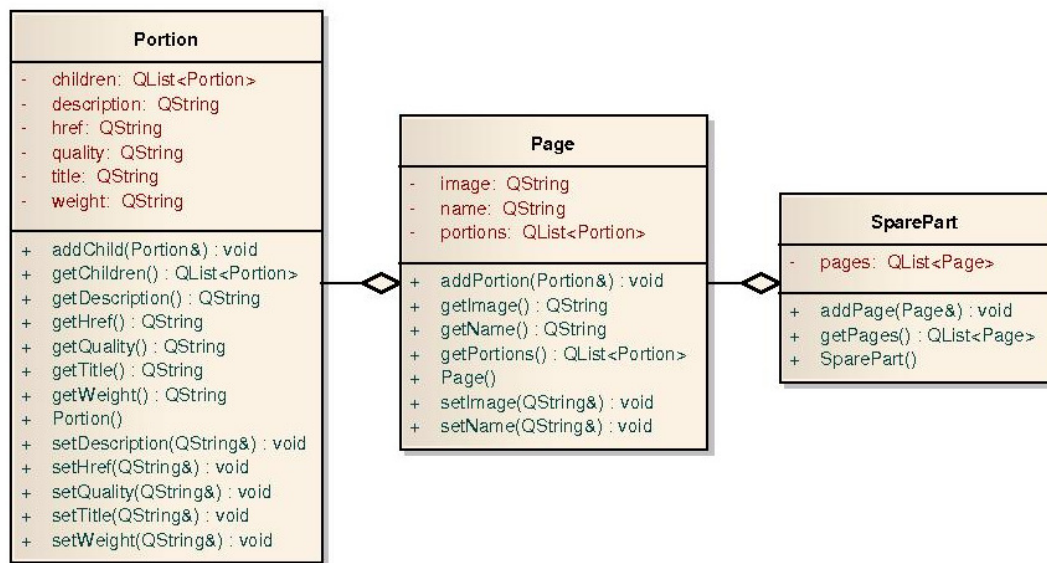 Portion
- children: QList<Portion>
- description: QString
- href: QString
- quality: QString
- title: QString
- weight: QString
+ addChild(Portion&) : void
+ getChildren() : QList<Portion>
+ getDescription() : QString
+ getHref() : QString
+ getQuality() : QString
+ getTitle() : QString
+ getWeight() : QString
+ Portion()
+ setDescription(QString&) : void
+ setHref(QString&) : void
+ setQuality(QString&) : void
+ setTitle(QString&) : void
+ setWeight(QString&) : void
Page
- image: QString
- name: QString
- portions: QList<Portion>
+ addPortion(Portion&) : void
+ getImage() : QString
+ getName() : QString
+ getPortions() : QList<Portion>
+ Page()
+ setImage(QString&) : void
+ setName(QString&) : void
SparePart
- pages: QList<Page>
+ addPage(Page&) : void
+ getPages() : QList<Page>
+ SparePart()